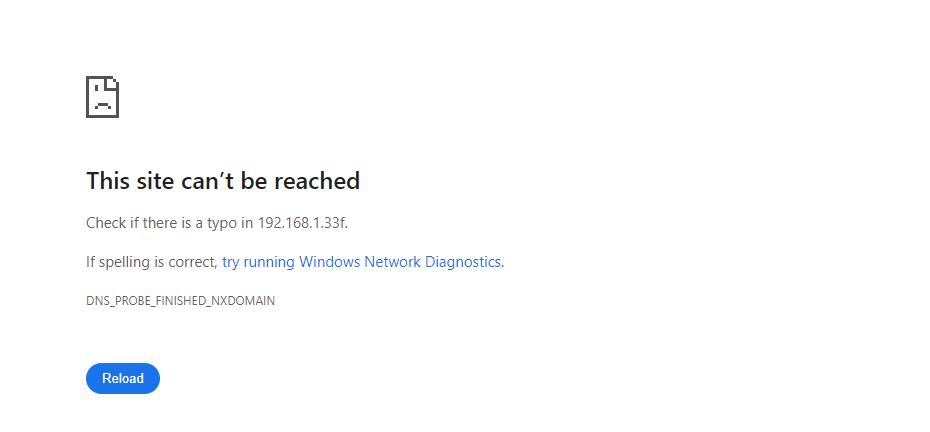 This site can’t be reached
Check if there is a typo in 192.168.1.33f.
If spelling is correct, try running Windows Network Diagnostics.
DNS_PROBE_FINISHED_NXDOMAIN
Reload